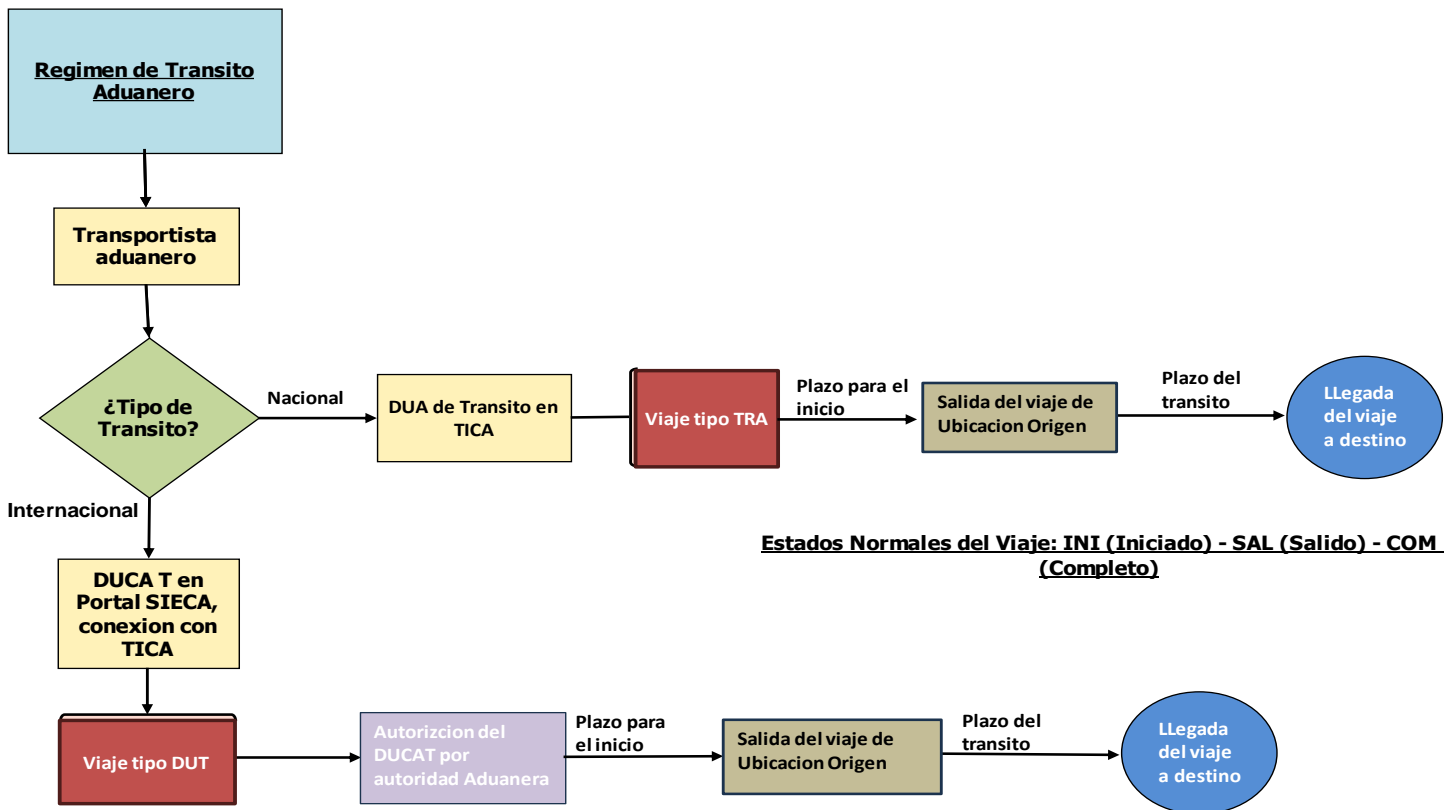 Regimen de Transito
Aduanero
Transportista
aduanero
¿Tipo de
Transito?
Nacional
DUA de Transito en
TICA
Viaje tipo TRA
Plazo para el
inicio
Salida del viaje de
Ubicacion Origen
Plazo del
transito
LLegada
del viaje
a destino
Internacional
Estados Normales del Viaje: INI (Iniciado) - SAL (Salido) - COM
(Completo)
DUCA T en
Portal SIECA,
conexion con
TICA
Viaje tipo DUT
Autorizcion del
DUCAT por
autoridad Aduanera
Plazo para
el inicio
Salida del viaje de
Ubicacion Origen
Plazo del
transito
LLegada
del viaje
a destino